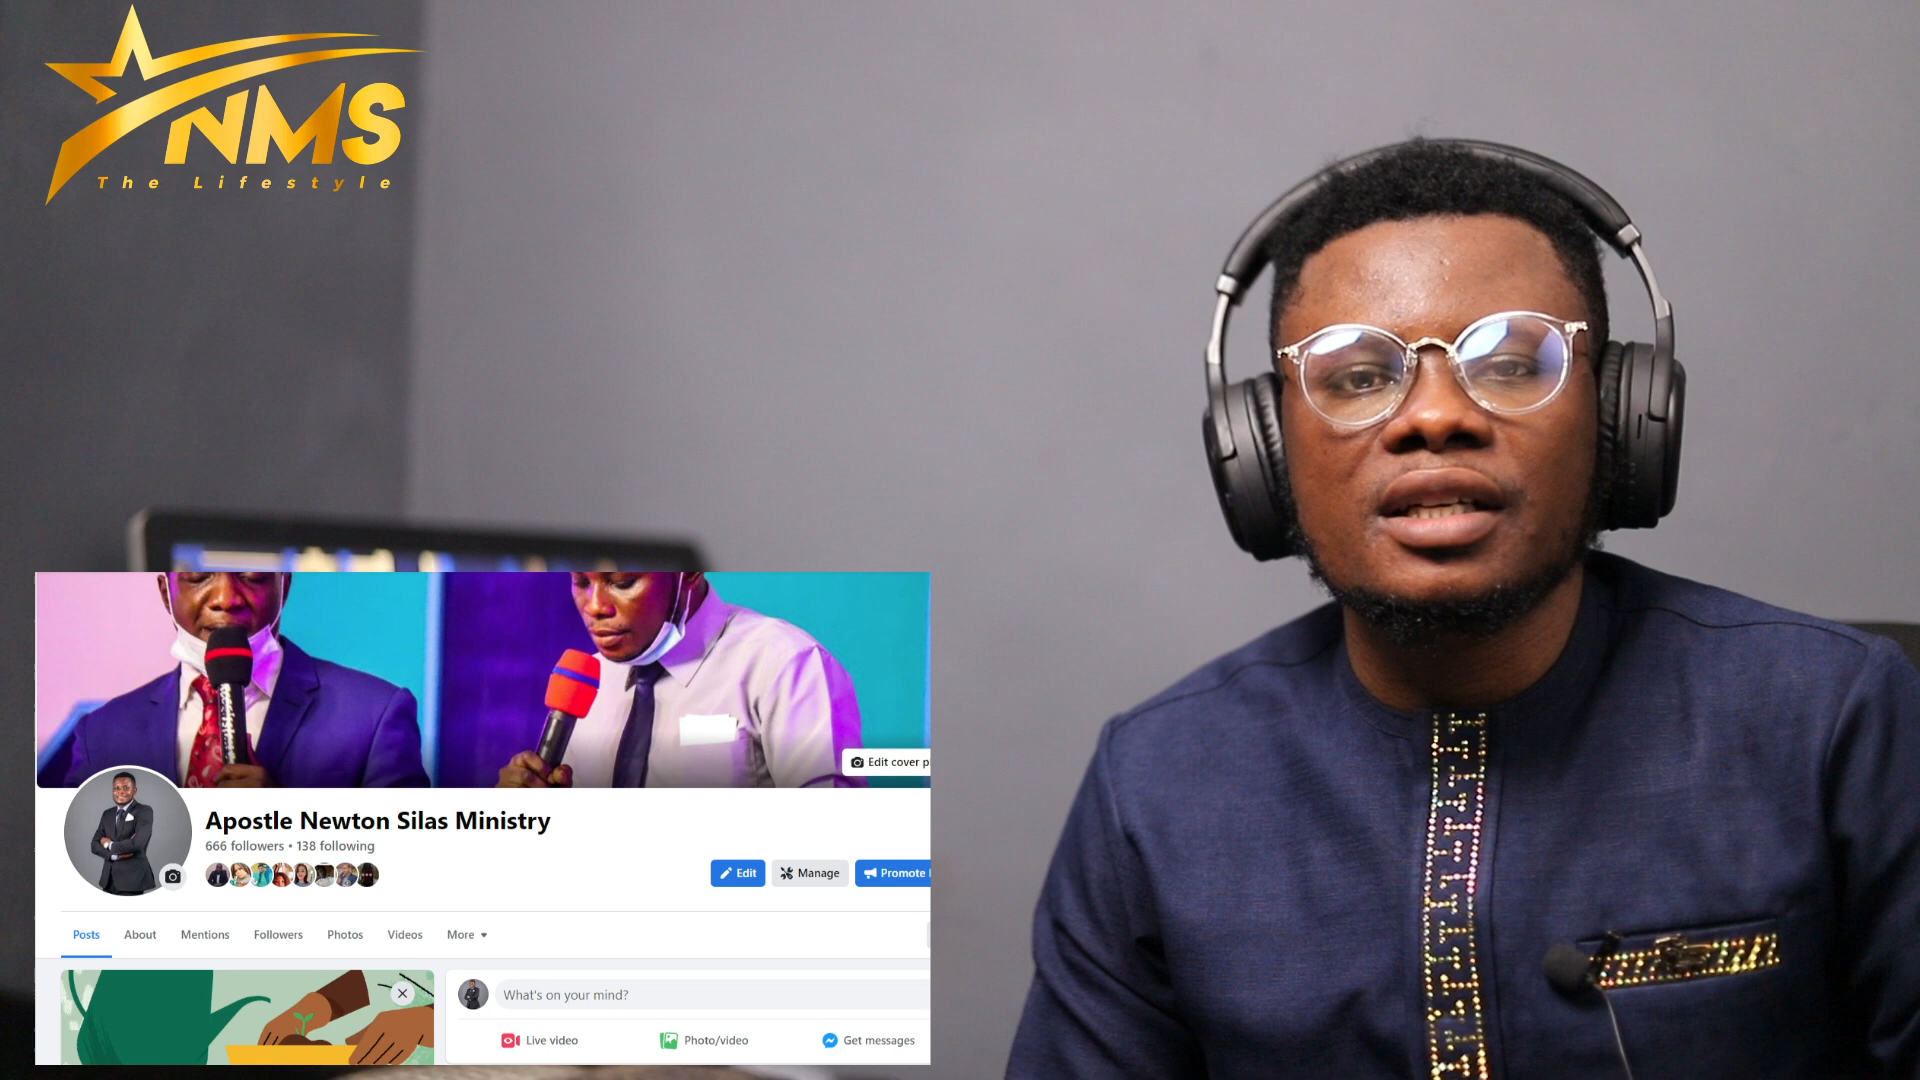 NMS
The Lifestyle
Edit cover p
Apostle Newton Silas Ministry
666 followers • 138 following
Edit
Manage
Promote
Posts
About
Mentions
Followers
Photos
Videos
More
What's on your mind?
Live video
Photo/video
Get messages